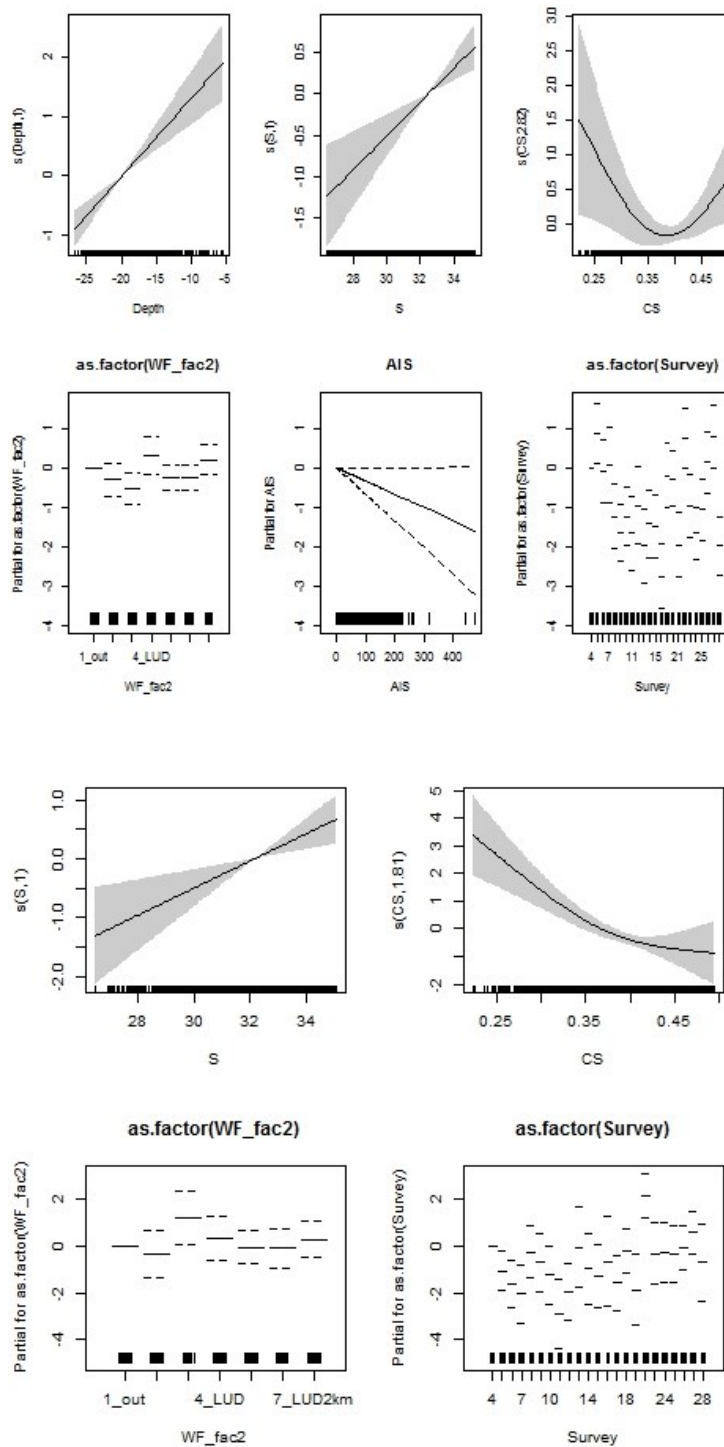 s(Depth,1)
2
1
0
-1
-25 -20 -15 -10 -5
Depth
s(S,1)
0.5
0.0
-0.5
-1.5
28 30 32 34
S
s(CS,2.82)
3.0
2.0
1.5
1.0
0.5
0.0
0.25 0.35 0.45
CS
as.factor(WF_fac2)
Partial for as.factor(WF_fac2)
1
0
-1
-2
-3
-4
1_out 4_LUD
WF_fac2
AIS
Partial for AIS
1
0
-1
-2
-3
-4
0 100 200 300 400
AIS
as.factor(Survey)
Partial for as.factor(Survey)
1
0
-1
-2
-3
-4
4 7 11 15 21 25
Survey
s(S,1)
1.0
0.0
-1.0
-2.0
28 30 32 34
S
s(CS,1.81)
5
4
3
2
1
0
-2
0.25 0.35 0.45
CS
as.factor(WF_fac2)
Partial for as.factor(WF_fac2)
2
0
-2
-4
1_out 4_LUD 7_LUD2km
WF_fac2
as.factor(Survey)
Partial for as.factor(Survey)
2
0
-2
-4
4 7 10 14 18 24 28
Survey